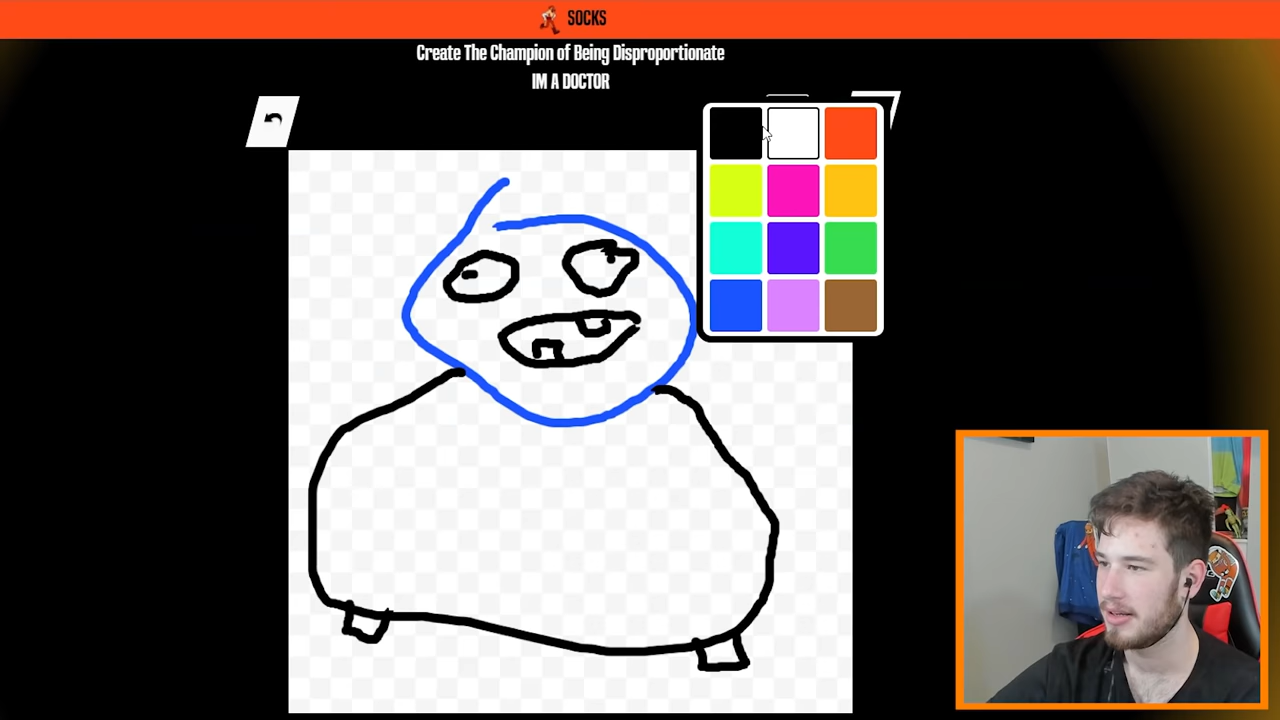 SOCKS
Create The Champion of Being Disproportionate
IM A DOCTOR